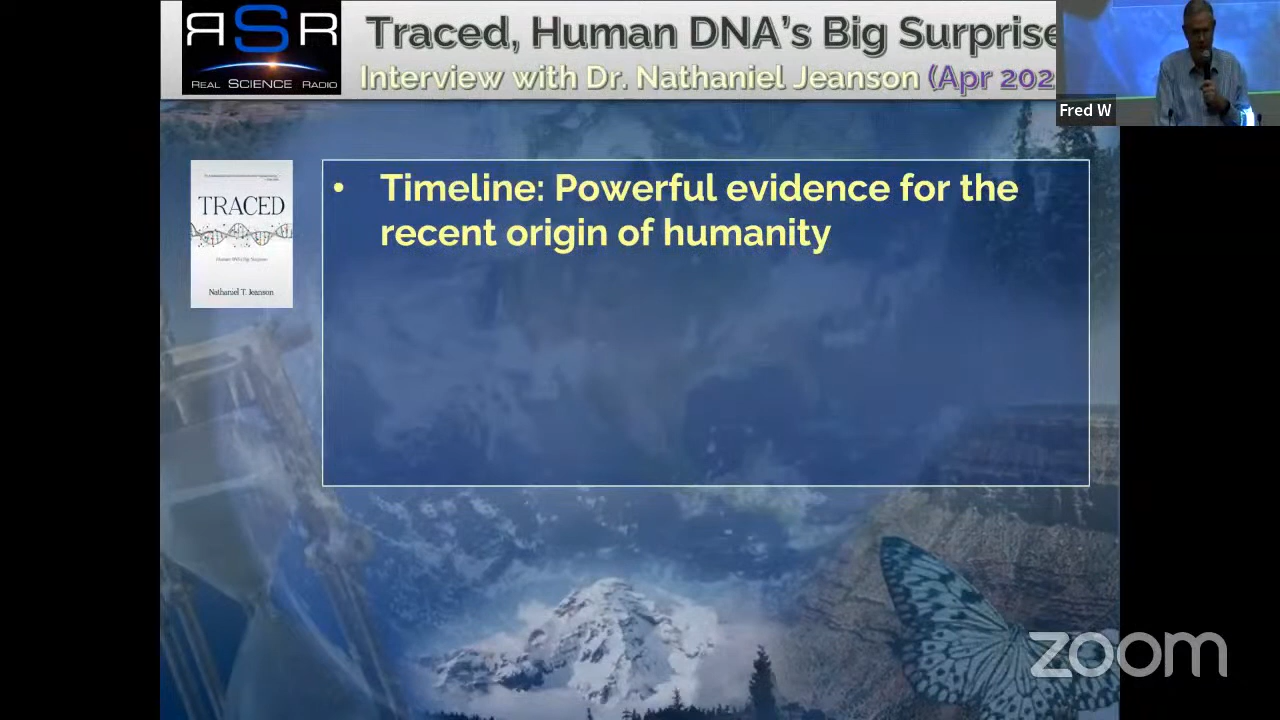 RSR
REAL SCIENCE RADIO
Traced, Human DNA's Big Surprise
Interview with Dr. Nathaniel Jeanson (Apr 202
Fred W
TRACED
Nathaniel T. Jeanson
• Timeline: Powerful evidence for the
recent origin of humanity
zoom